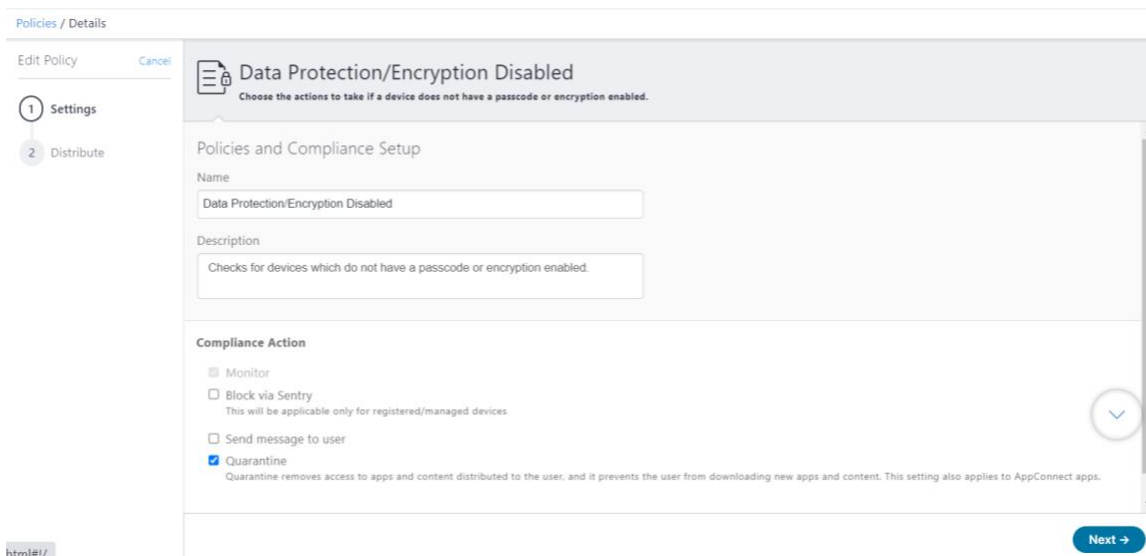 Policies / Details
Edit Policy
Cancel
1 Settings
2 Distribute
Data Protection/Encryption Disabled
Choose the actions to take if a device does not have a passcode or encryption enabled.
Policies and Compliance Setup
Name
Data Protection/Encryption Disabled
Description
Checks for devices which do not have a passcode or encryption enabled.
Compliance Action
Monitor
Block via Sentry
This will be applicable only for registered/managed devices
Send message to user
Quarantine
Quarantine removes access to apps and content distributed to the user, and it prevents the user from downloading new apps and content. This setting also applies to AppConnect apps.
Next →
html#!/